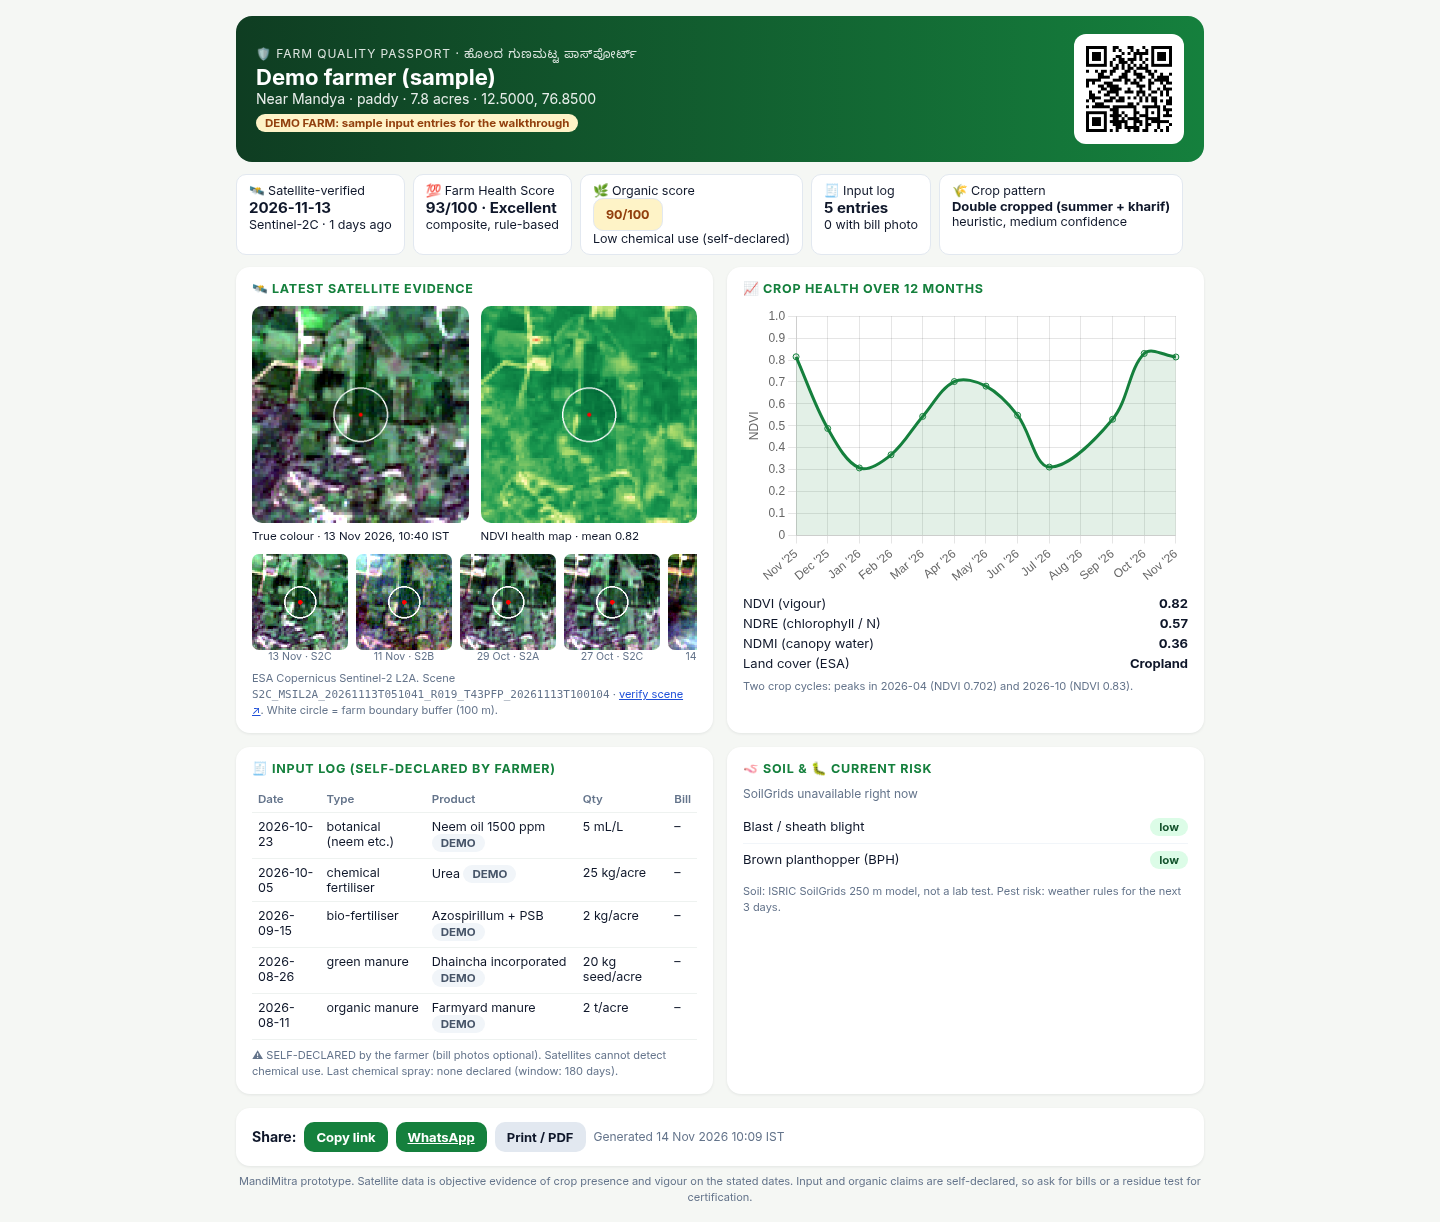 🛡️ FARM QUALITY PASSPORT · ಹೊಲದ ಗುಣಮಟ್ಟ ಪಾಸ್‌ಪೋರ್ಟ್
Demo farmer (sample)
Near Mandya · paddy · 7.8 acres · 12.5000, 76.8500
DEMO FARM: sample input entries for the walkthrough
🛰️ Satellite-verified
2026-11-13
Sentinel-2C · 1 days ago
💯 Farm Health Score
93/100 · Excellent
composite, rule-based
🌿 Organic score
90/100
Low chemical use (self-declared)
🧾 Input log
5 entries
0 with bill photo
🌾 Crop pattern
Double cropped (summer + kharif)
heuristic, medium confidence
🛰️ LATEST SATELLITE EVIDENCE
True colour · 13 Nov 2026, 10:40 IST
NDVI health map · mean 0.82
13 Nov · S2C
11 Nov · S2B
29 Oct · S2A
27 Oct · S2C
14
ESA Copernicus Sentinel-2 L2A. Scene
S2C_MSIL2A_20261113T051041_R019_T43PFP_20261113T100104 · verify scene
↗. White circle = farm boundary buffer (100 m).
📈 CROP HEALTH OVER 12 MONTHS
1.0
0.9
0.8
0.7
0.6
0.5
0.4
0.3
0.2
0.1
0
NDVI
Nov '25
Dec '25
Jan '26
Feb '26
Mar '26
Apr '26
May '26
Jun '26
Jul '26
Aug '26
Sep '26
Oct '26
Nov '26
NDVI (vigour) 0.82
NDRE (chlorophyll / N) 0.57
NDMI (canopy water) 0.36
Land cover (ESA) Cropland
Two crop cycles: peaks in 2026-04 (NDVI 0.702) and 2026-10 (NDVI 0.83).
🧾 INPUT LOG (SELF-DECLARED BY FARMER)
Date Type Product Qty Bill
2026-10- botanical Neem oil 1500 ppm 5 mL/L –
23 (neem etc.) DEMO
2026-10- chemical Urea DEMO 25 kg/acre –
05 fertiliser
2026- bio-fertiliser Azospirillum + PSB 2 kg/acre –
09-15 DEMO
2026- green manure Dhaincha incorporated 20 kg –
08-26 DEMO seed/acre
2026- organic manure Farmyard manure 2 t/acre –
08-11 DEMO
⚠ SELF-DECLARED by the farmer (bill photos optional). Satellites cannot detect
chemical use. Last chemical spray: none declared (window: 180 days).
🪱 SOIL & 🐛 CURRENT RISK
SoilGrids unavailable right now
Blast / sheath blight low
Brown planthopper (BPH) low
Soil: ISRIC SoilGrids 250 m model, not a lab test. Pest risk: weather rules for the next
3 days.
Share: Copy link WhatsApp Print / PDF Generated 14 Nov 2026 10:09 IST
MandiMitra prototype. Satellite data is objective evidence of crop presence and vigour on the stated dates. Input and organic claims are self-declared, so ask for bills or a residue test for
certification.